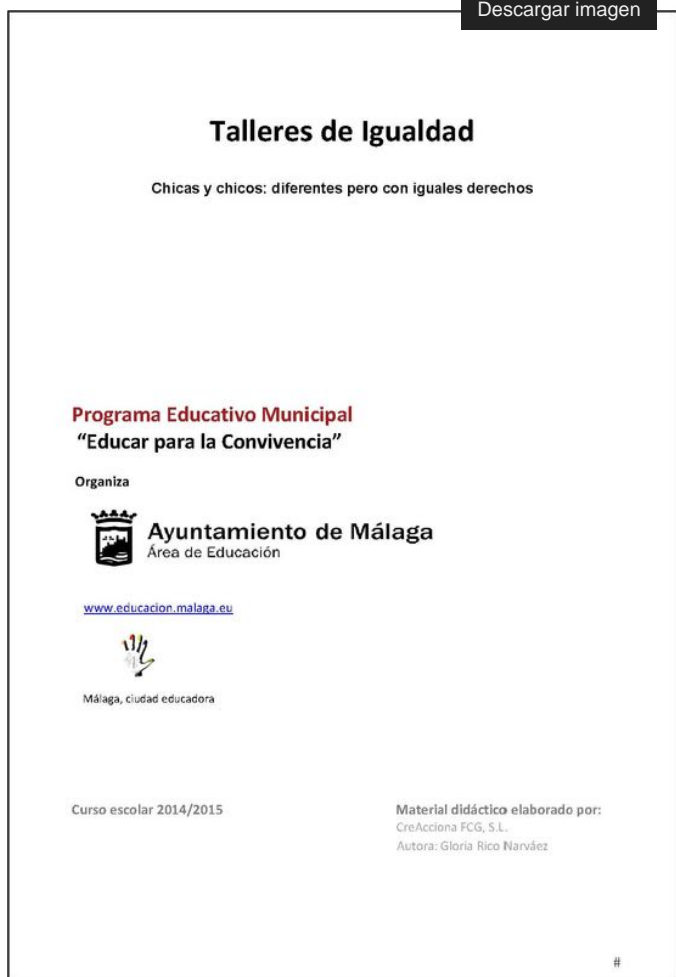 Descargar imagen
Talleres de Igualdad
Chicas y chicos: diferentes pero con iguales derechos
Programa Educativo Municipal
“Educar para la Convivencia”
Organiza
Ayuntamiento de Málaga
Área de Educación
www.educacion.malaga.eu
Málaga, ciudad educadora
Curso escolar 2014/2015
Material didáctico elaborado por:
CreAcciona FCG, S.L.
Autora: Gloria Rico Narváez
#